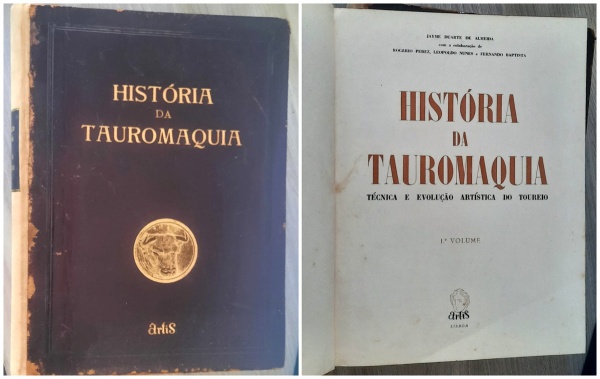 HISTÓRIA
DA
TAUROMAQUIA
artis
JAYME DUARTE DE ALMEIDA
com a colaboração de
ROGÉRIO PEREZ, LEOPOLDO NUNES e FERNANDO BAPTISTA
HISTÓRIA
DA
TAUROMAQUIA
TÉCNICA E EVOLUÇÃO ARTÍSTICA DO TOUREIO
1.º VOLUME
artis
LISBOA